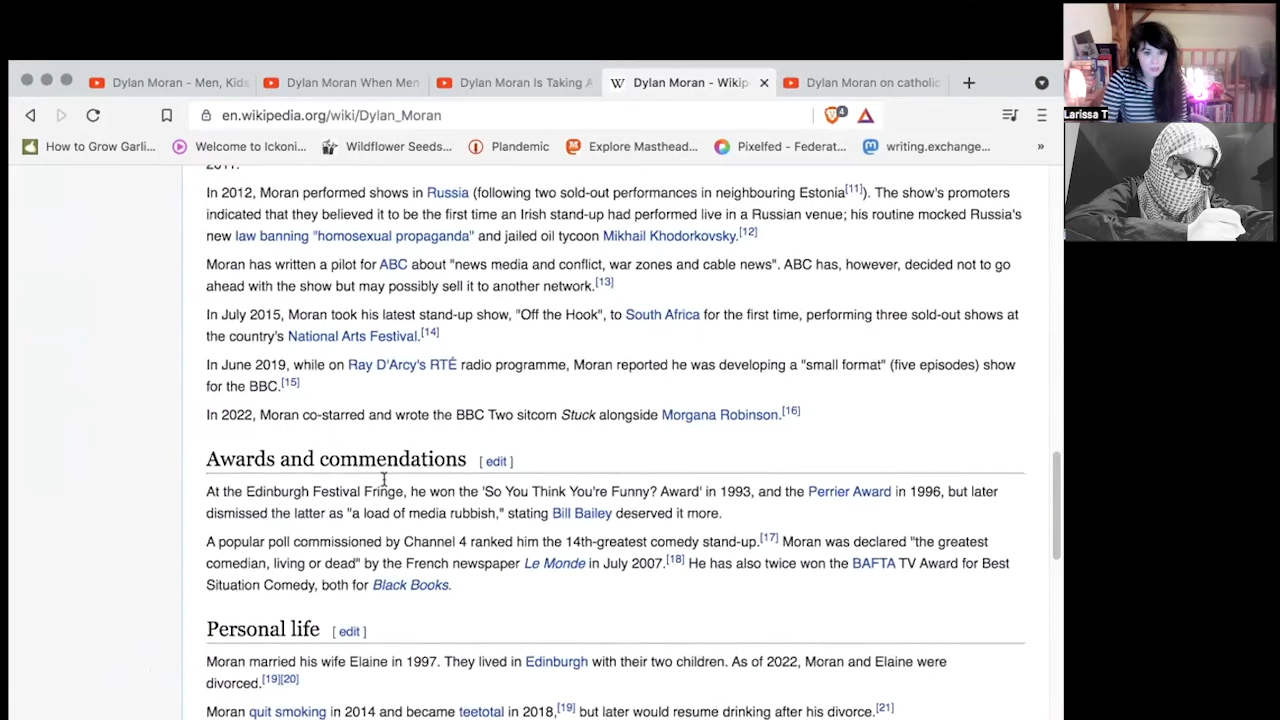 Dylan Moran - Men, Kids
Dylan Moran When Men
Dylan Moran Is Taking A
Dylan Moran - Wikip
Dylan Moran on catholic
en.wikipedia.org/wiki/Dylan_Moran
4
How to Grow Garli...
Welcome to Ickoni...
Wildflower Seeds...
Plandemic
Explore Masthead...
Pixelfed - Federat...
writing.exchange...
»
Larissa T
2011.
In 2012, Moran performed shows in Russia (following two sold-out performances in neighbouring Estonia[11]). The show's promoters
indicated that they believed it to be the first time an Irish stand-up had performed live in a Russian venue; his routine mocked Russia's
new law banning "homosexual propaganda" and jailed oil tycoon Mikhail Khodorkovsky.[12]
Moran has written a pilot for ABC about "news media and conflict, war zones and cable news". ABC has, however, decided not to go
ahead with the show but may possibly sell it to another network.[13]
In July 2015, Moran took his latest stand-up show, "Off the Hook", to South Africa for the first time, performing three sold-out shows at
the country's National Arts Festival.[14]
In June 2019, while on Ray D'Arcy's RTÉ radio programme, Moran reported he was developing a "small format" (five episodes) show
for the BBC.[15]
In 2022, Moran co-starred and wrote the BBC Two sitcom Stuck alongside Morgana Robinson.[16]
Awards and commendations [ edit ]
At the Edinburgh Festival Fringe, he won the 'So You Think You're Funny? Award' in 1993, and the Perrier Award in 1996, but later
dismissed the latter as "a load of media rubbish," stating Bill Bailey deserved it more.
A popular poll commissioned by Channel 4 ranked him the 14th-greatest comedy stand-up.[17] Moran was declared "the greatest
comedian, living or dead" by the French newspaper Le Monde in July 2007.[18] He has also twice won the BAFTA TV Award for Best
Situation Comedy, both for Black Books.
Personal life [ edit ]
Moran married his wife Elaine in 1997. They lived in Edinburgh with their two children. As of 2022, Moran and Elaine were
divorced.[19][20]
Moran quit smoking in 2014 and became teetotal in 2018,[19] but later would resume drinking after his divorce.[21]